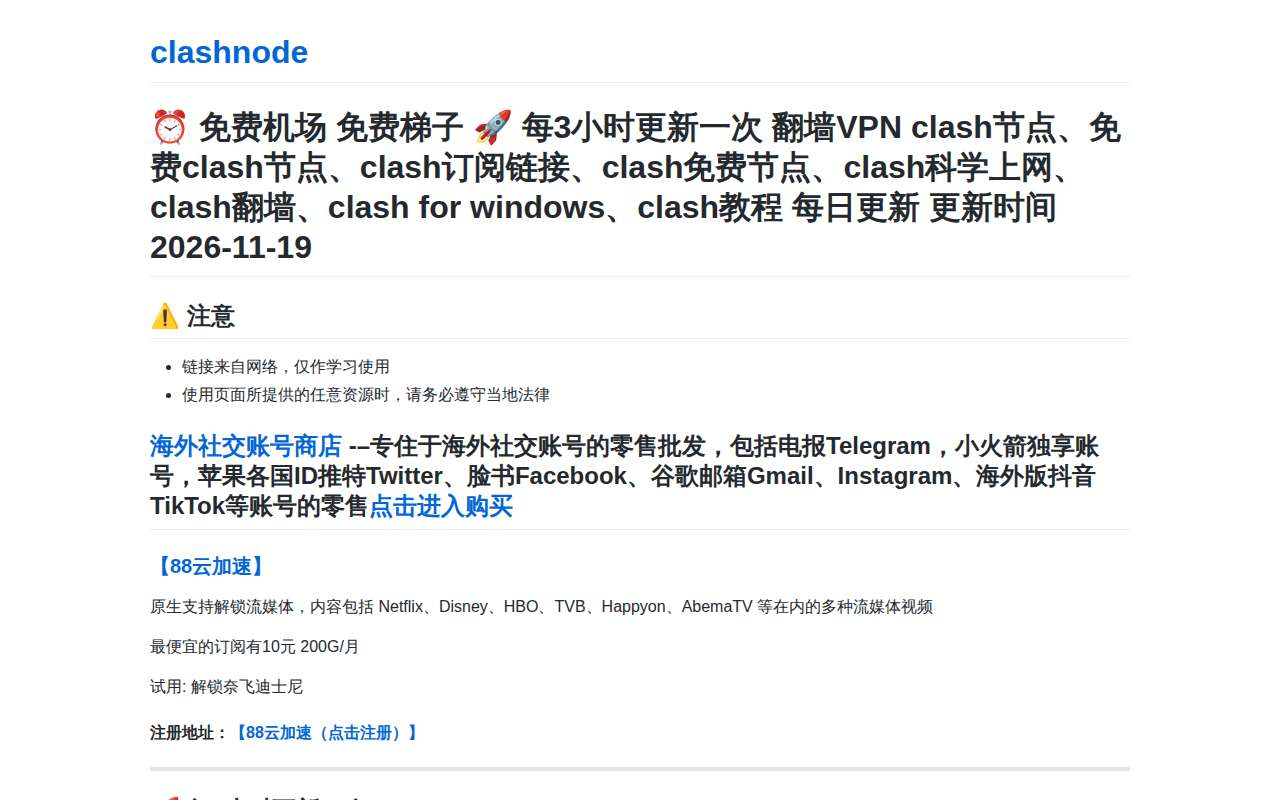 clashnode
⏰ 免费机场 免费梯子 🚀 每3小时更新一次 翻墙VPN clash节点、免
费clash节点、clash订阅链接、clash免费节点、clash科学上网、
clash翻墙、clash for windows、clash教程 每日更新 更新时间
2026-11-19
⚠️ 注意
链接来自网络，仅作学习使用
使用页面所提供的任意资源时，请务必遵守当地法律
海外社交账号商店 -–专住于海外社交账号的零售批发，包括电报Telegram，小火箭独享账
号，苹果各国ID推特Twitter、脸书Facebook、谷歌邮箱Gmail、Instagram、海外版抖音
TikTok等账号的零售点击进入购买
【88云加速】
原生支持解锁流媒体，内容包括 Netflix、Disney、HBO、TVB、Happyon、AbemaTV 等在内的多种流媒体视频
最便宜的订阅有10元 200G/月
试用: 解锁奈飞迪士尼
注册地址：【88云加速（点击注册）】